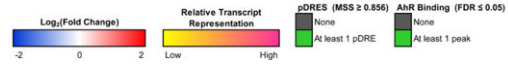 Log₂(Fold Change)
-2 0 2
Relative Transcript
Representation
Low High
pDRES (MSS ≥ 0.856)
None
At least 1 pDRE
AhR Binding (FDR ≤ 0.05)
None
At least 1 peak